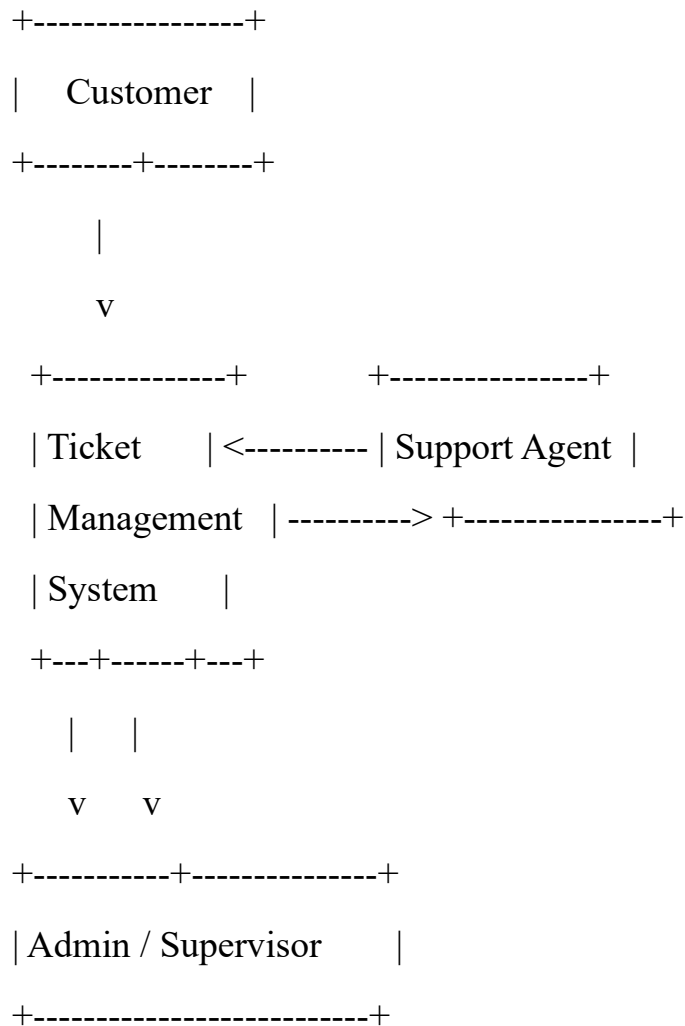 +-----------------+
|     Customer    |
+--------+--------+
|
v
+--------------+              +----------------+
| Ticket       | <---------- | Support Agent  |
| Management   | ----------> +----------------+
| System       |
+---+------+---+
|      |
v      v
+-----------+---------------+
| Admin / Supervisor        |
+---------------------------+